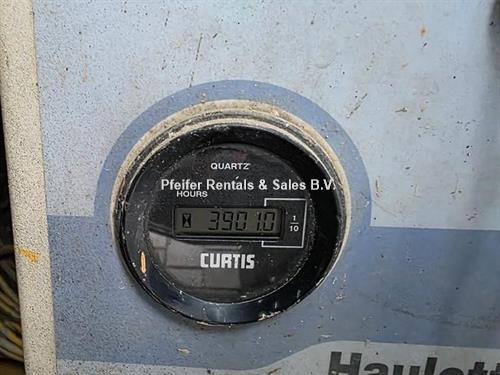 QUARTZ
Pfeifer Rentals & Sales B.V.
HOURS
3901.0
1
10
CURTIS
Haulott